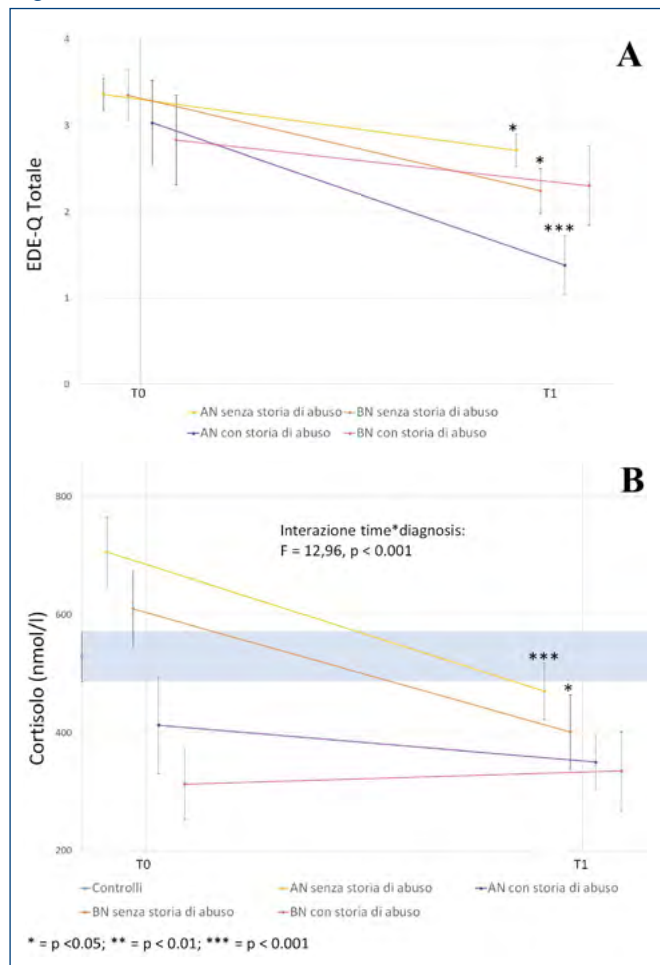 A
4
3
2
1
0
EDE-Q Totale
*
*
***
T0
T1
AN senza storia di abuso
BN senza storia di abuso
AN con storia di abuso
BN con storia di abuso
B
800
600
400
200
Cortisolo (nmol/l)
Interazione time*diagnosis:
F = 12,96, p < 0.001
***
*
T0
T1
Controlli
AN senza storia di abuso
AN con storia di abuso
BN senza storia di abuso
BN con storia di abuso
* = p <0.05; ** = p < 0.01; *** = p < 0.001